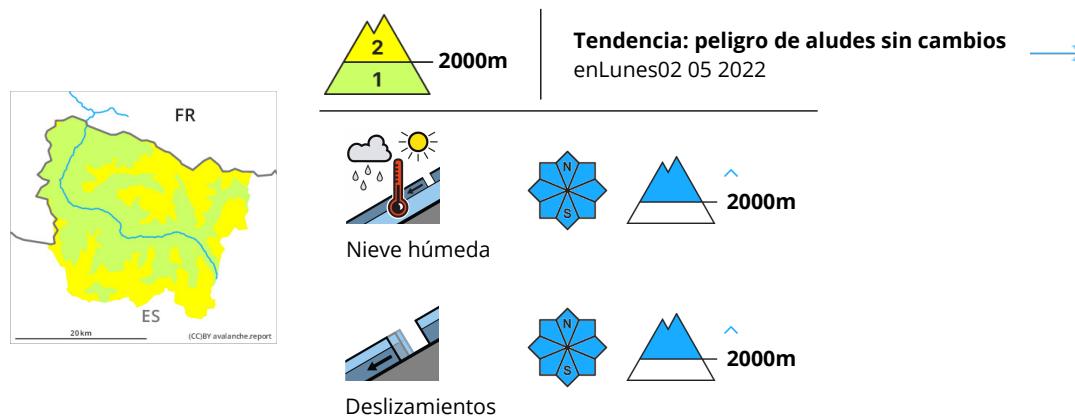 2
2000m
1
Tendencia: peligro de aludes sin cambios
enLunes02 05 2022
FR
ES
20 km
(CC)BY avalanche.report
N
S
2000m
Nieve húmeda
N
S
2000m
Deslizamientos